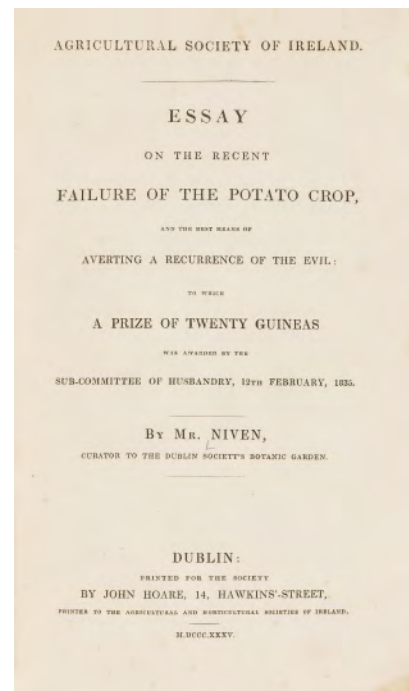 AGRICULTURAL SOCIETY OF IRELAND.
ESSAY
ON THE RECENT
FAILURE OF THE POTATO CROP,
AND THE BEST MEANS OF
AVERTING A RECURRENCE OF THE EVIL:
TO WHICH
A PRIZE OF TWENTY GUINEAS
WAS AWARDED BY THE
SUB-COMMITTEE OF HUSBANDRY, 12TH FEBRUARY, 1835.
BY MR. NIVEN,
CURATOR TO THE DUBLIN SOCIETY'S BOTANIC GARDEN.
DUBLIN:
PRINTED FOR THE SOCIETY
BY JOHN HOARE, 14, HAWKINS'-STREET,
PRINTER TO THE AGRICULTURAL AND HORTICULTURAL SOCIETIES OF IRELAND.
M.DCCC.XXXV.